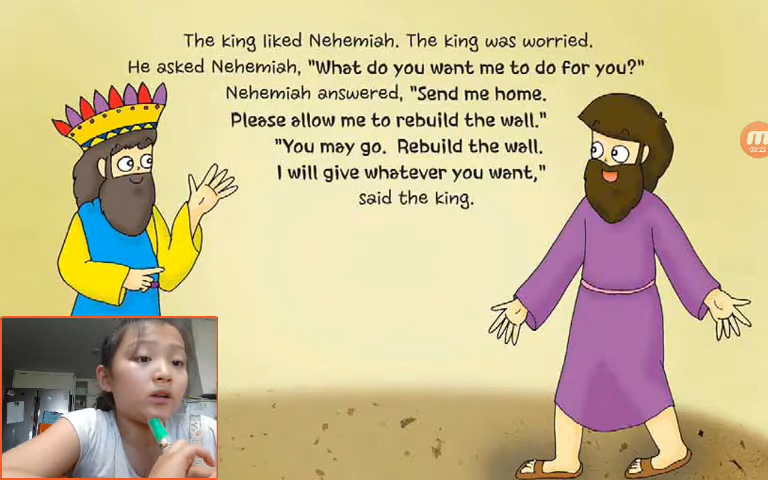 The king liked Nehemiah. The king was worried.
He asked Nehemiah, "What do you want me to do for you?"
Nehemiah answered, "Send me home.
Please allow me to rebuild the wall."
"You may go. Rebuild the wall.
I will give whatever you want,"
said the king.
03:22